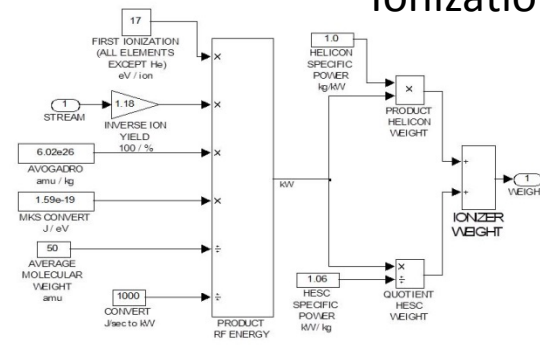 Ionizatio
17
FIRST IONIZATION
(ALL ELEMENTS
EXCEPT He)
eV / ion
1
STREAM
1.18
INVERSE ION
YIELD
100 / %
6.02e26
AVOGADRO
amu / kg
1.59e-19
MKS CONVERT
J / eV
50
AVERAGE
MOLECULAR
WEIGHT
amu
1000
CONVERT
J/sec to kW
×
×
×
×
÷
÷
PRODUCT
RF ENERGY
kW
1.0
HELICON
SPECIFIC
POWER
kg/kW
×
PRODUCT
HELICON
WEIGHT
1.06
HESC
SPECIFIC
POWER
kW/ kg
×
÷
QUOTIENT
HESC
WEIGHT
+
+
IONZER
WEIGHT
1
WEIGH